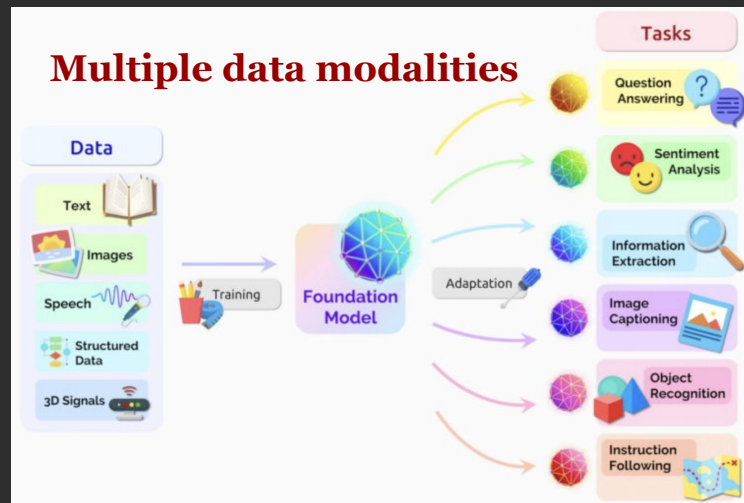 Multiple data modalities
Data
Text
Images
Speech
Structured
Data
3D Signals
Training
Foundation
Model
Adaptation
Tasks
Question
Answering
Sentiment
Analysis
Information
Extraction
Image
Captioning
Object
Recognition
Instruction
Following